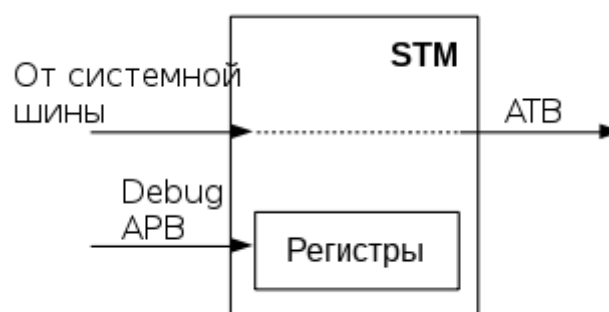 STM
От системной
шины
ATB
Debug
APB
Регистры